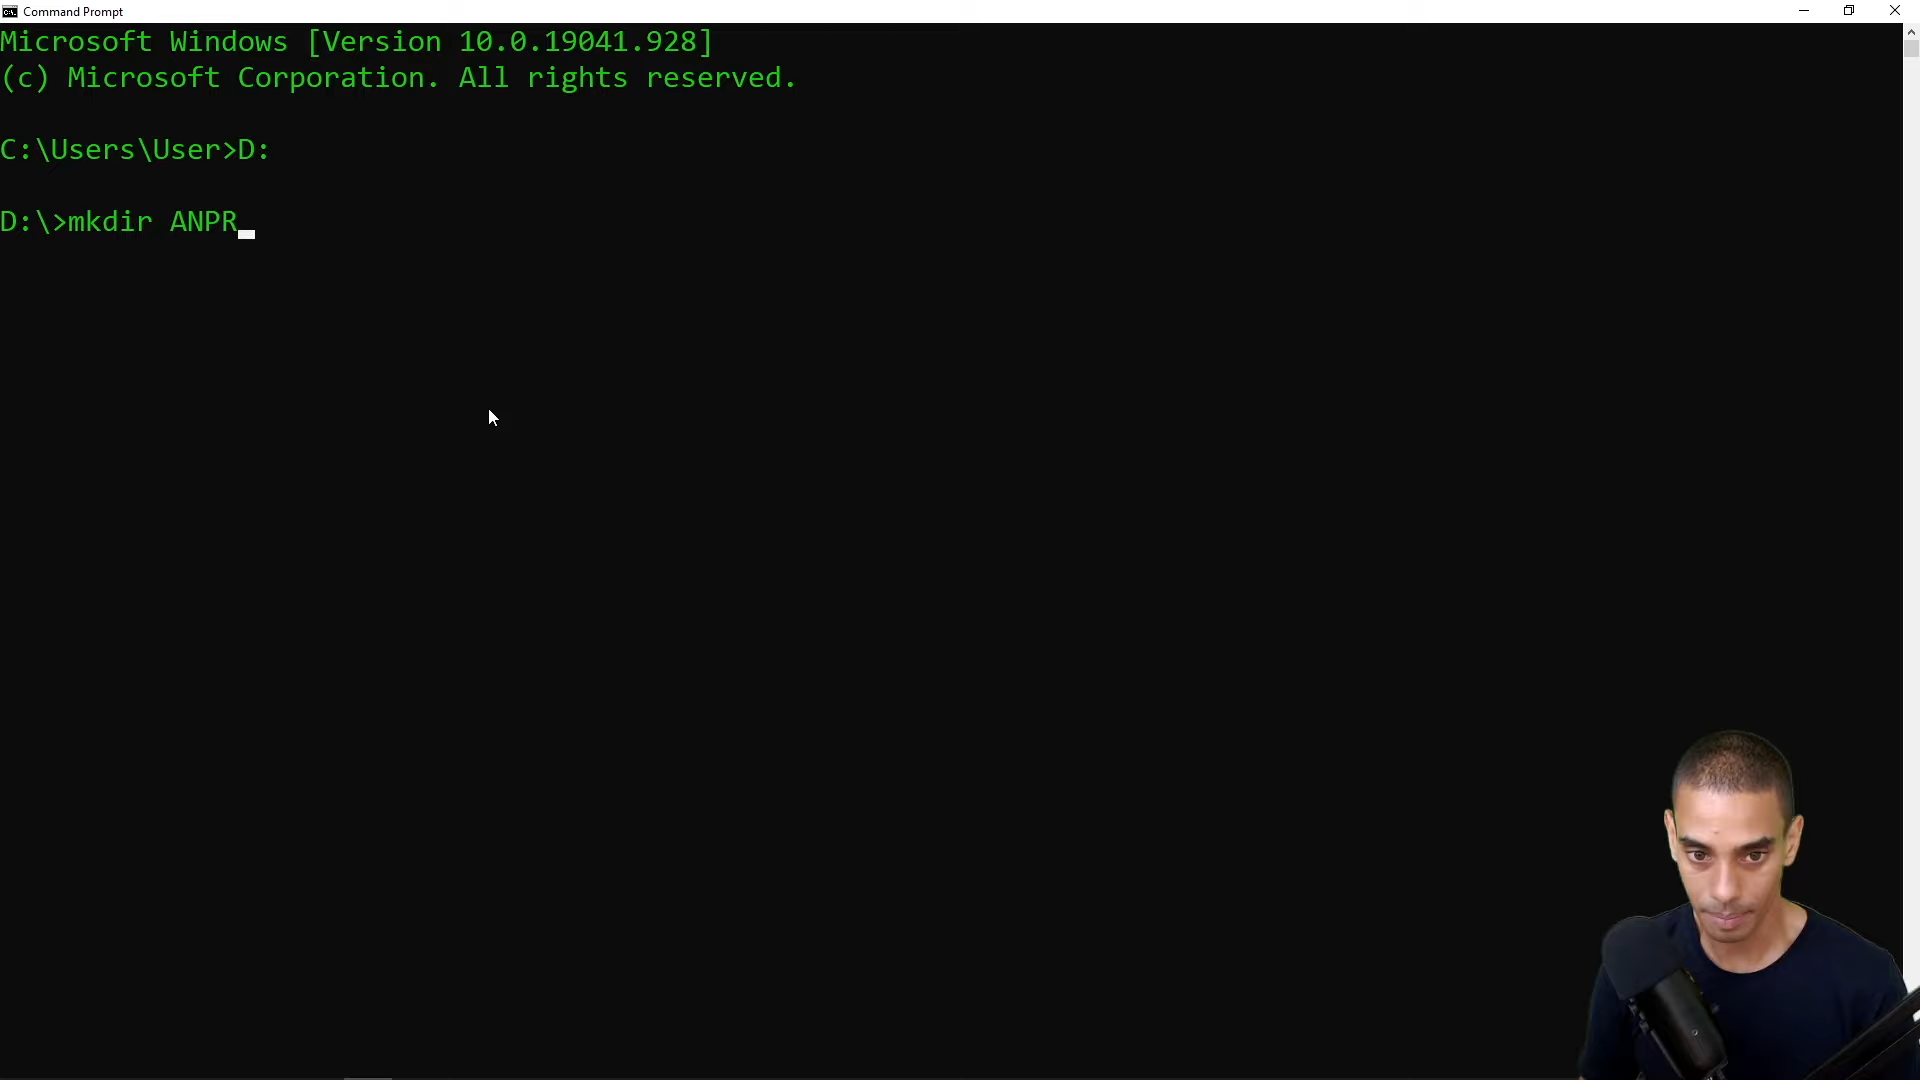 Command Prompt
Microsoft Windows [Version 10.0.19041.928]
(c) Microsoft Corporation. All rights reserved.
C:\Users\User>D:
D:\>mkdir ANPR